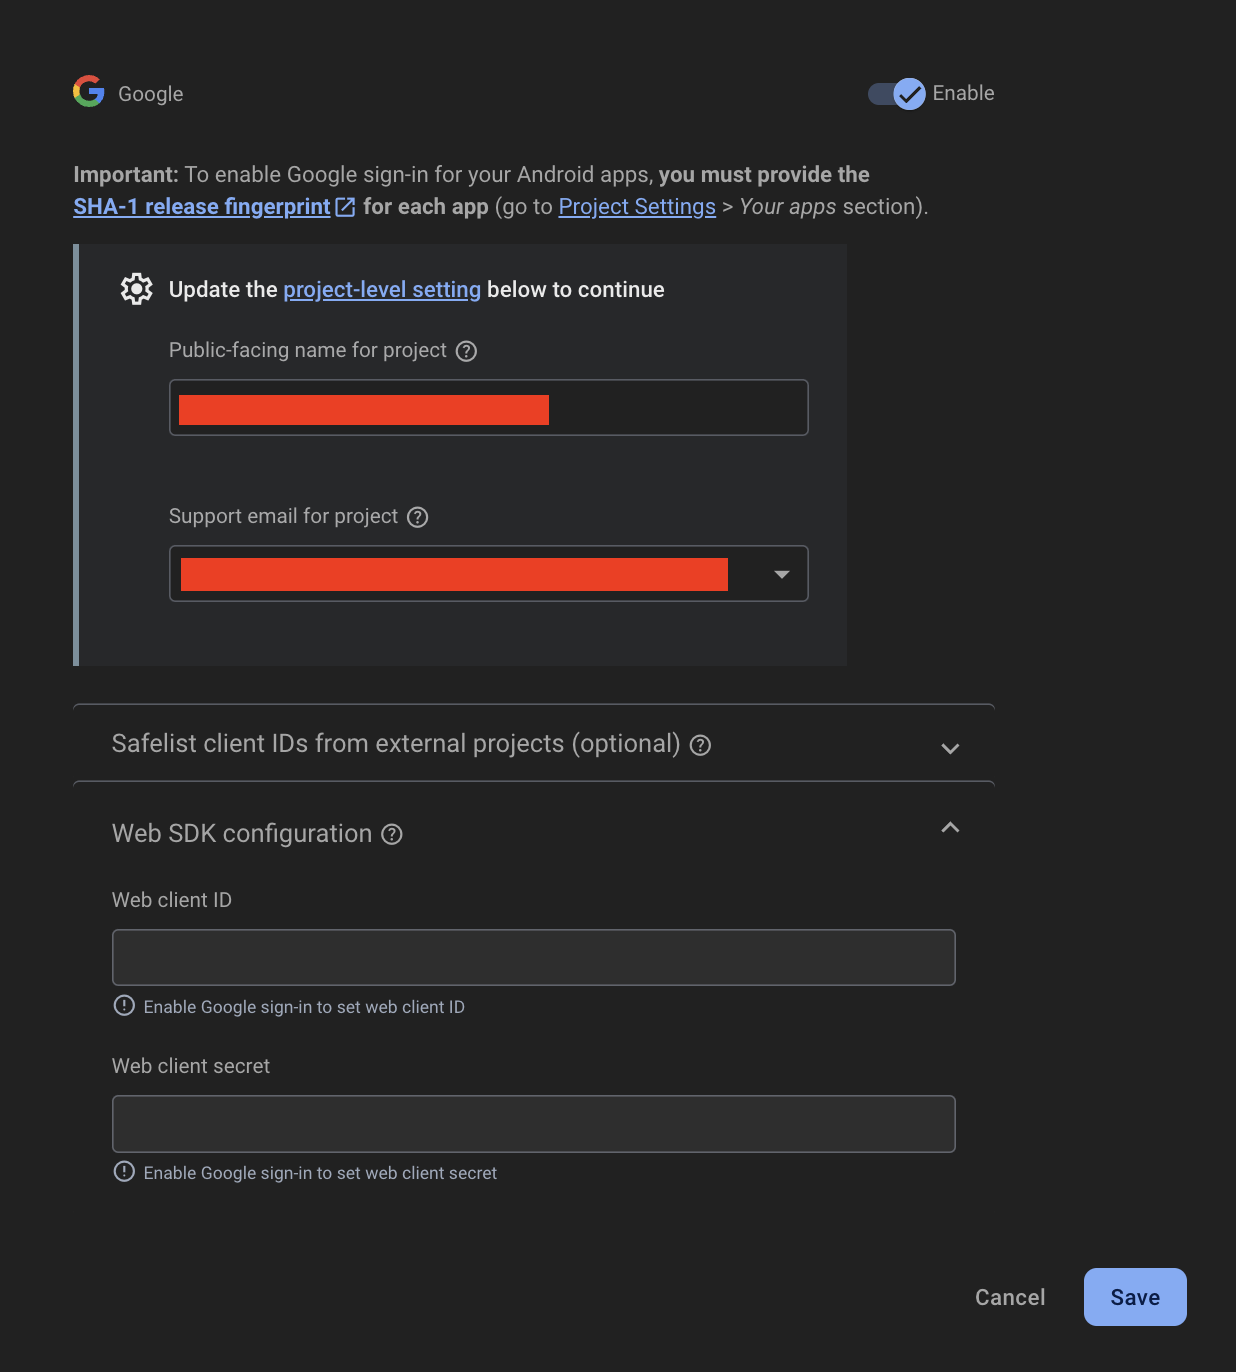 Google
Enable
Important: To enable Google sign-in for your Android apps, you must provide the
SHA-1 release fingerprint for each app (go to Project Settings > Your apps section).
Update the project-level setting below to continue
Public-facing name for project
Support email for project
Safelist client IDs from external projects (optional)
Web SDK configuration
Web client ID
Enable Google sign-in to set web client ID
Web client secret
Enable Google sign-in to set web client secret
Cancel
Save